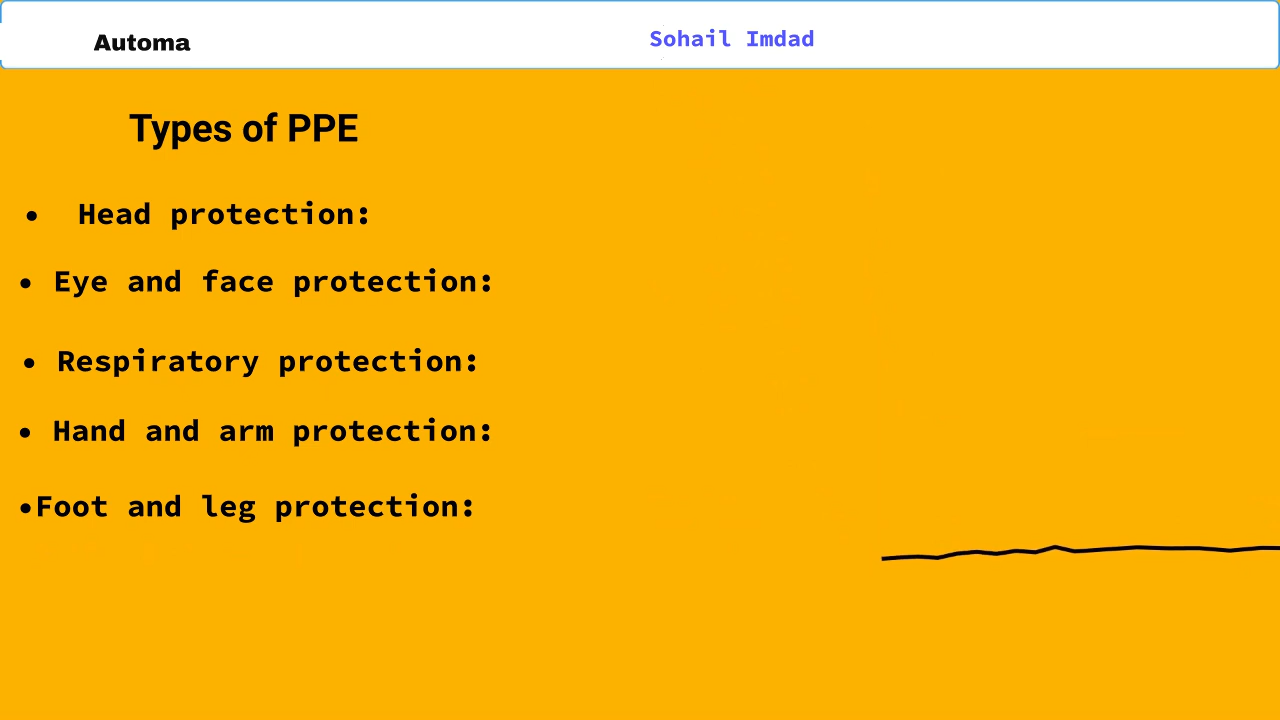 Automa
Sohail Imdad
Types of PPE
• Head protection:
• Eye and face protection:
• Respiratory protection:
• Hand and arm protection:
•Foot and leg protection: